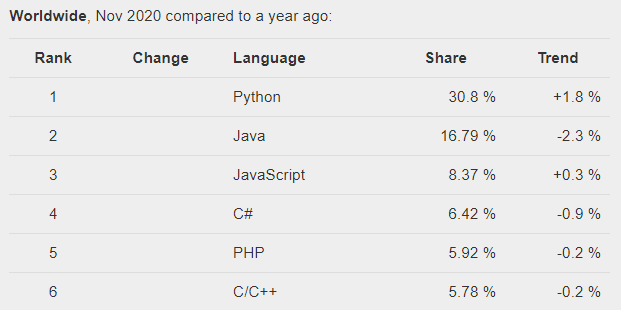 Worldwide, Nov 2020 compared to a year ago:
Rank Change Language Share Trend
1 Python 30.8 % +1.8 %
2 Java 16.79 % -2.3 %
3 JavaScript 8.37 % +0.3 %
4 C# 6.42 % -0.9 %
5 PHP 5.92 % -0.2 %
6 C/C++ 5.78 % -0.2 %